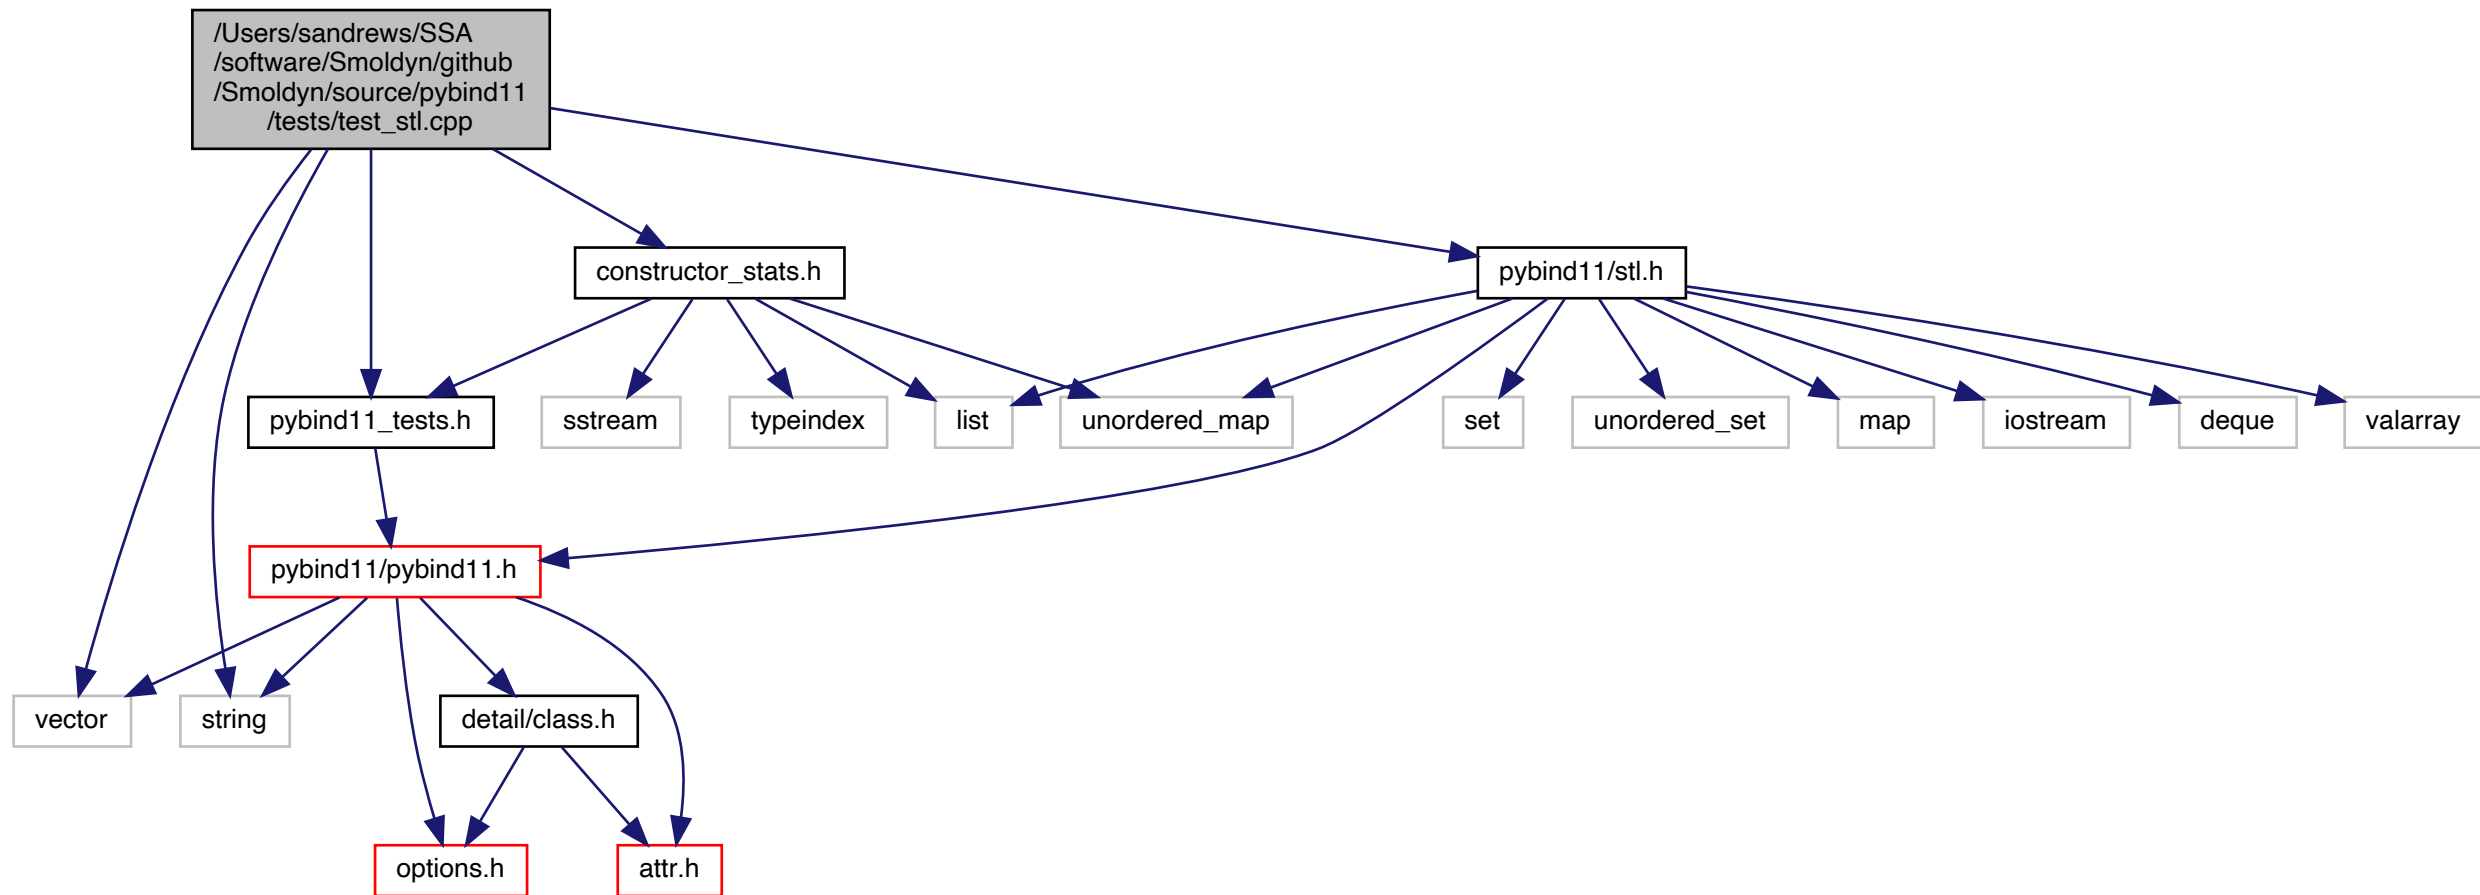 /Users/sandrews/SSA
/software/Smoldyn/github
/Smoldyn/source/pybind11
/tests/test_stl.cpp
constructor_stats.h
pybind11/stl.h
pybind11_tests.h
sstream
typeindex
list
unordered_map
set
unordered_set
map
iostream
deque
valarray
pybind11/pybind11.h
vector
string
detail/class.h
options.h
attr.h